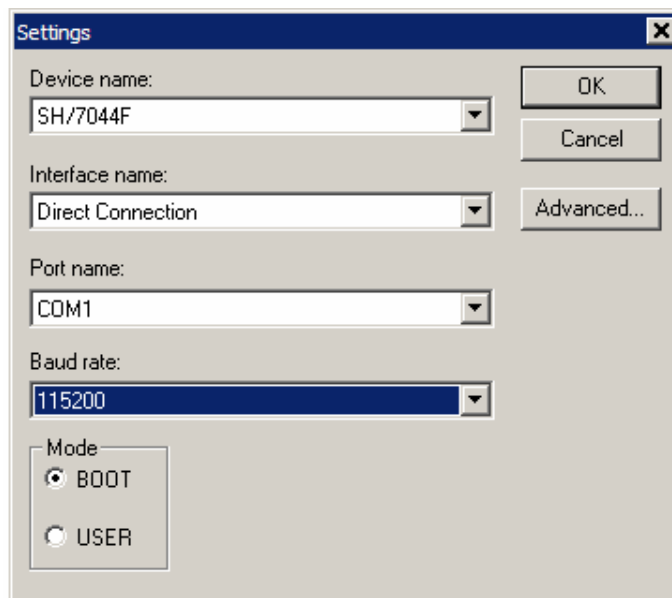 Settings
Device name:
SH/7044F
OK
Cancel
Interface name:
Direct Connection
Advanced...
Port name:
COM1
Baud rate:
115200
Mode
BOOT
USER